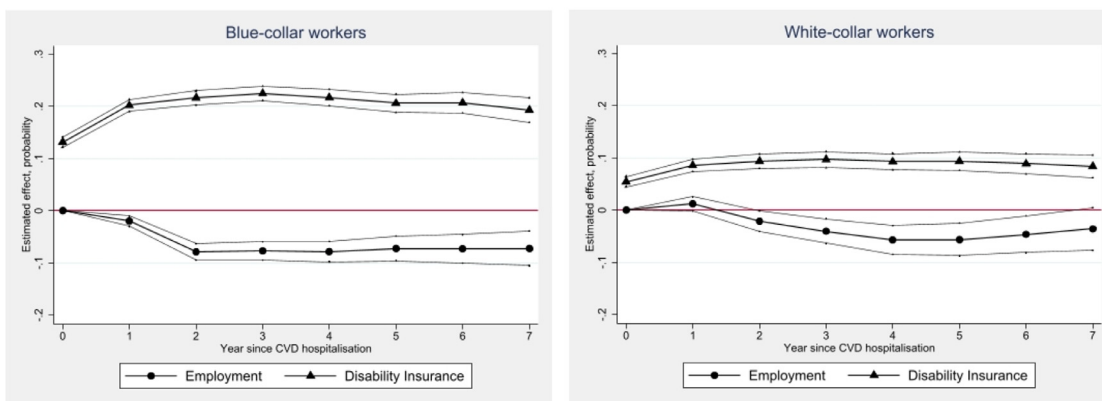 Blue-collar workers
Estimated effect, probability
.3
.2
.1
0
-.1
-.2
0 1 2 3 4 5 6 7
Year since CVD hospitalisation
Employment Disability Insurance
White-collar workers
Estimated effect, probability
.3
.2
.1
0
-.1
-.2
0 1 2 3 4 5 6 7
Year since CVD hospitalisation
Employment Disability Insurance